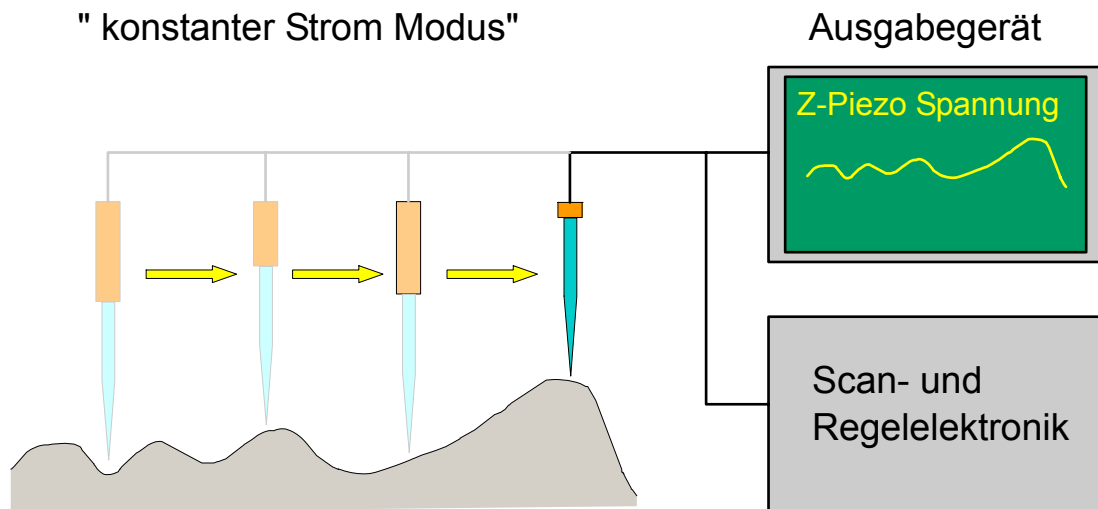 " konstanter Strom Modus"
Ausgabegerät
Z-Piezo Spannung
Scan- und
Regelelektronik